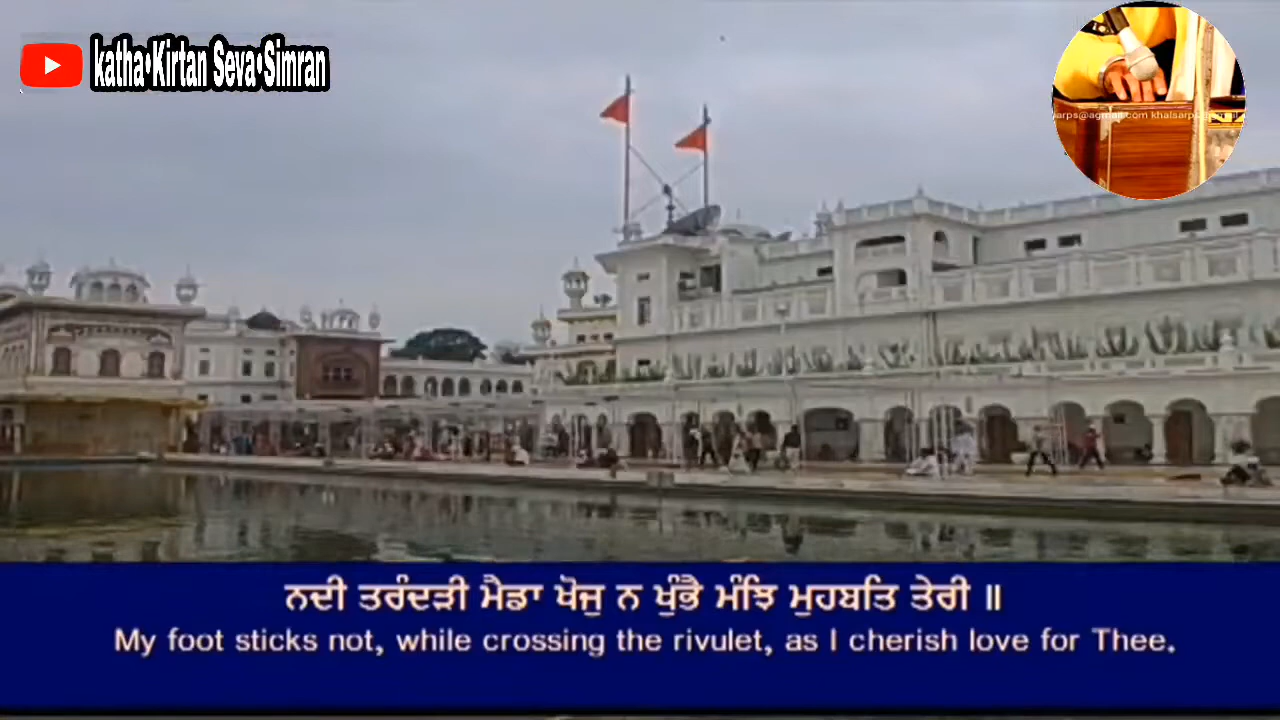 katha•Kirtan Seva•Simran
ਨਦੀ ਤਰੰਦੜੀ ਮੈਡਾ ਖੋਜੁ ਨ ਖੁੰਭੈ ਮੰਝਿ ਮੁਹਬਤਿ ਤੇਰੀ ॥
My foot sticks not, while crossing the rivulet, as I cherish love for Thee.